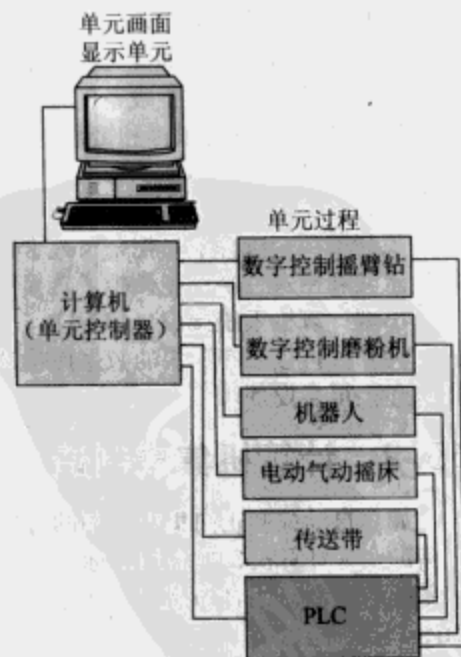 单元画面
显示单元
单元过程
计算机
（单元控制器）
数字控制摇臂钻
数字控制磨粉机
机器人
电动气动摇床
传送带
PLC